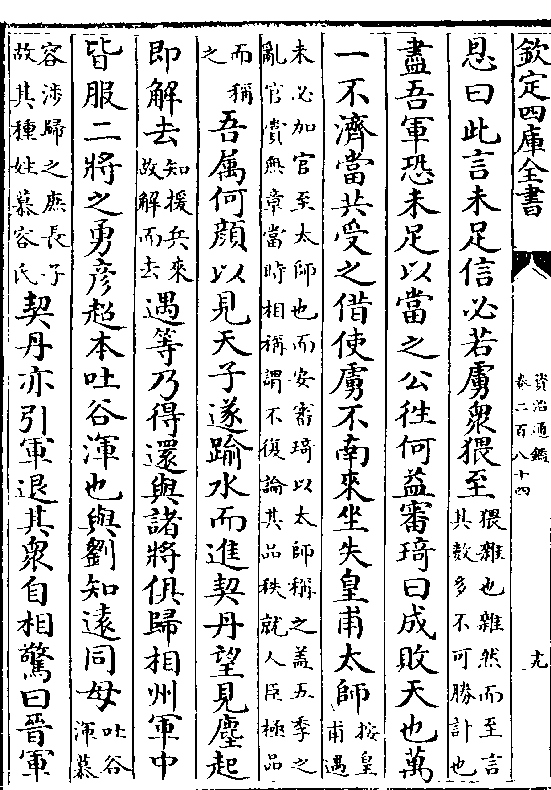 欽定四庫全書
資治通鑑
卷二百八十四
十九
恩曰此言未足信必若虜衆猥至猥雜也雜然而至言其數多不可勝計也
盡吾軍恐未足以當之公徃何益審琦曰成敗天也萬
一不濟當共受之借使虜不南來坐失皇甫太師按皇甫遇
未必加官至太師也而安審琦以太師稱之蓋五季之
亂官賞無章當時相稱謂不復論其品秩就人臣極品
而稱之吾屬何顔以見天子遂踰水而進契丹望見塵起
即解去知援兵來故解而去遇等乃得還與諸將俱歸相州軍中
皆服二將之勇彦超本吐谷渾也與劉知遠同母吐谷渾慕
容涉歸之庶長子故其種姓慕容氏契丹亦引軍退其衆自相驚曰晉軍